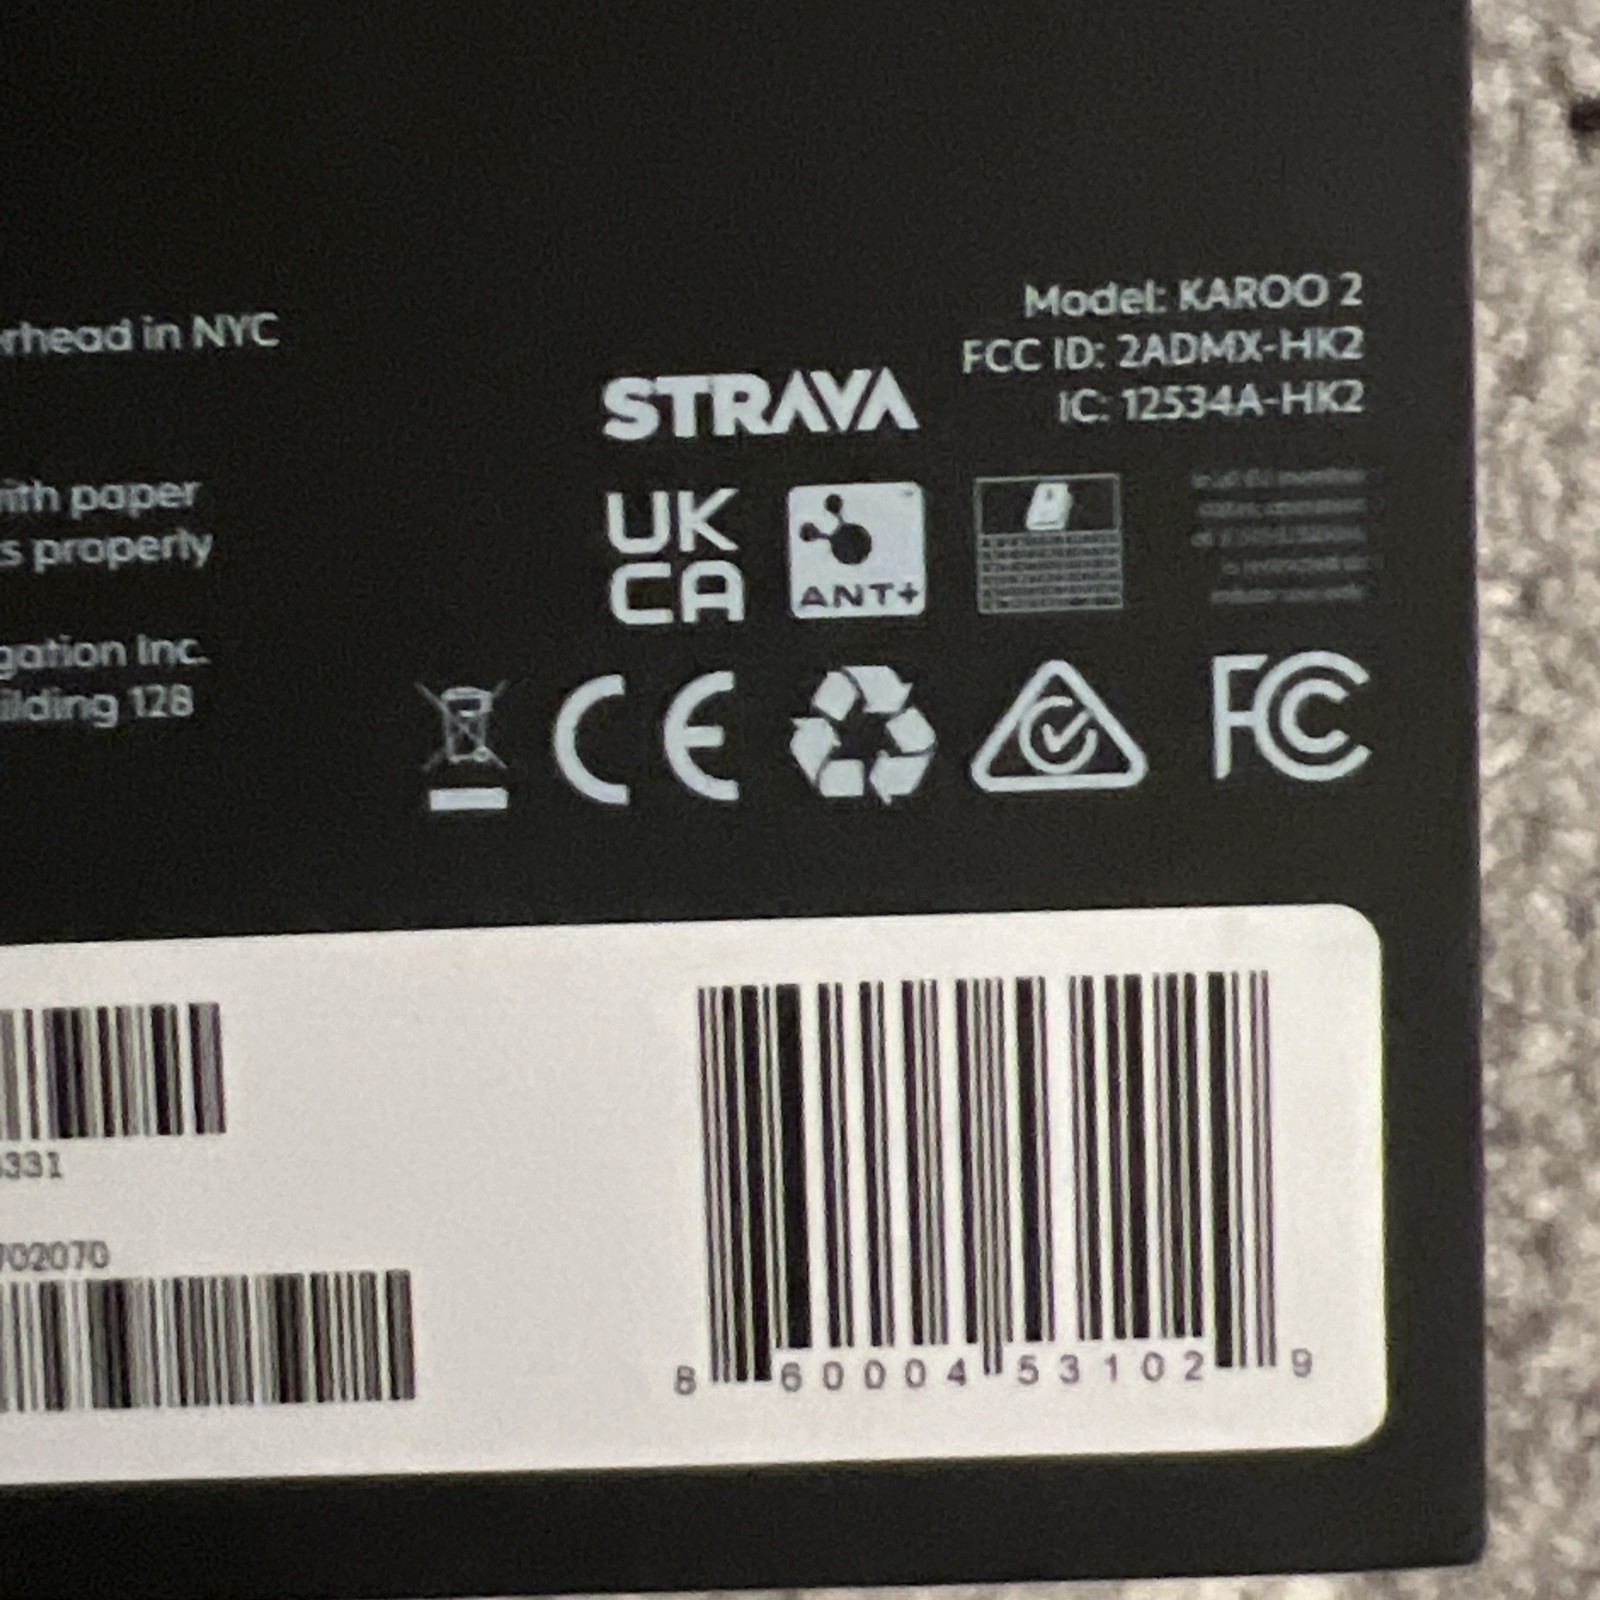 rhead in NYC
ith paper
s properly
gation Inc.
ilding 128
Model: KAROO 2
FCC ID: 2ADMX-HK2
IC: 12534A-HK2
STRAVA
UK
CA
ANT+
CE
FC
331
702070
8 60004 53102 9